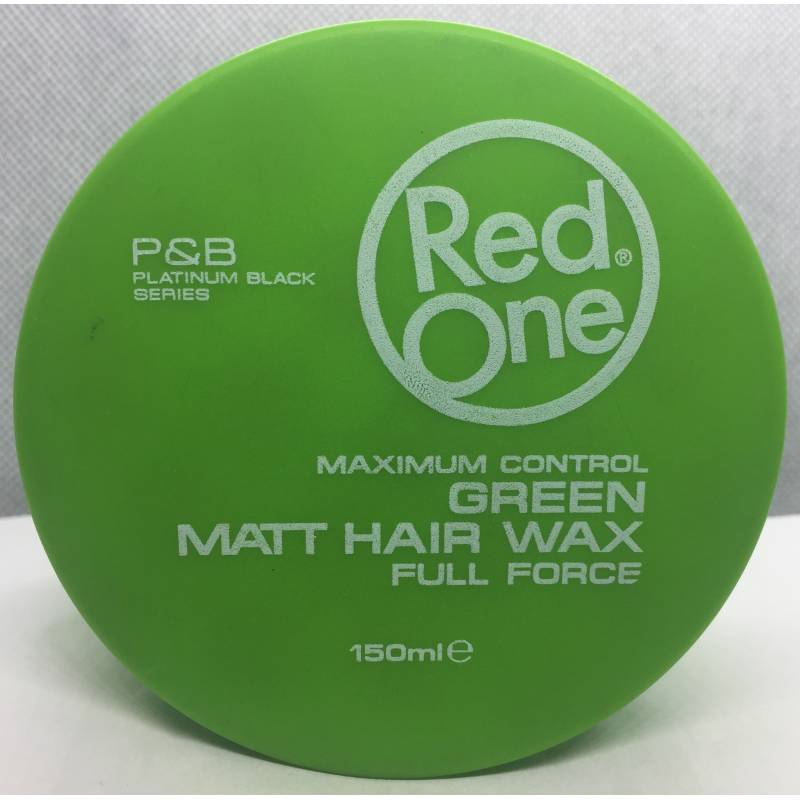 Red
One®
P&B
PLATINUM BLACK
SERIES
MAXIMUM CONTROL
GREEN
MATT HAIR WAX
FULL FORCE
150ml℮